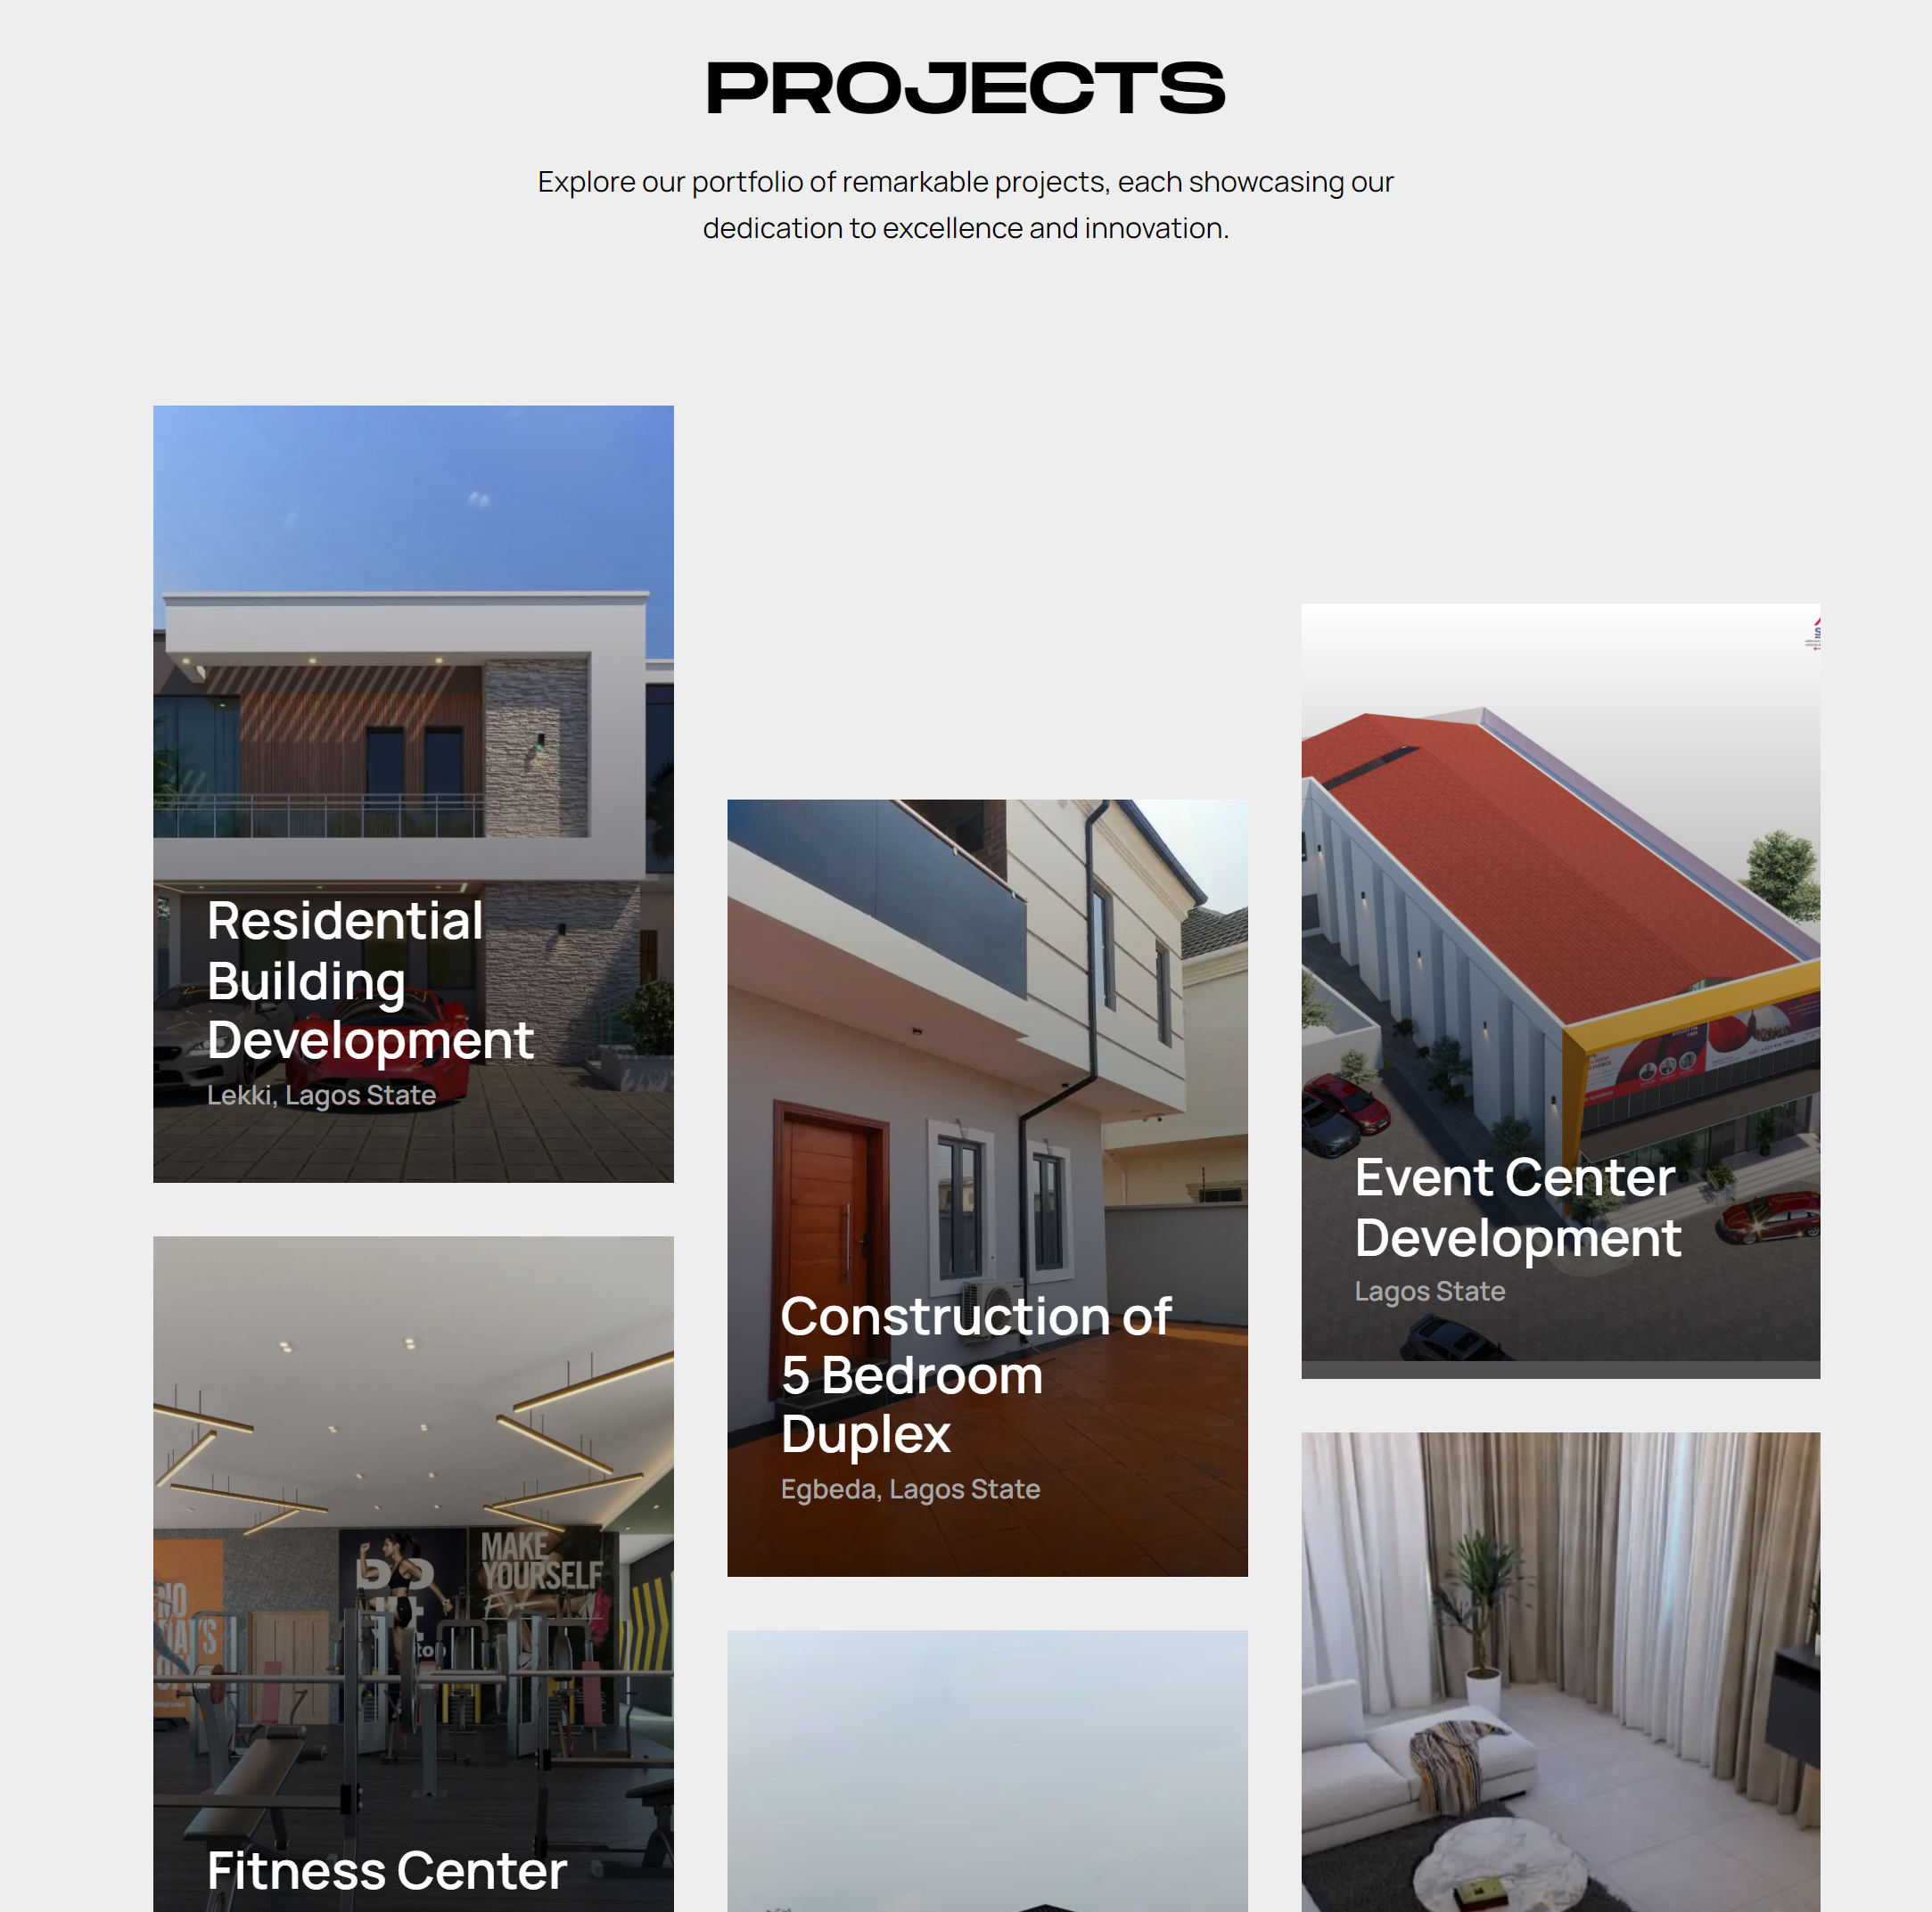 PROJECTS
Explore our portfolio of remarkable projects, each showcasing our
dedication to excellence and innovation.
Residential
Building
Development
Lekki, Lagos State
Event Center
Development
Lagos State
Construction of
5 Bedroom
Duplex
Egbeda, Lagos State
MAKE
YOURSELF
Fitness Center